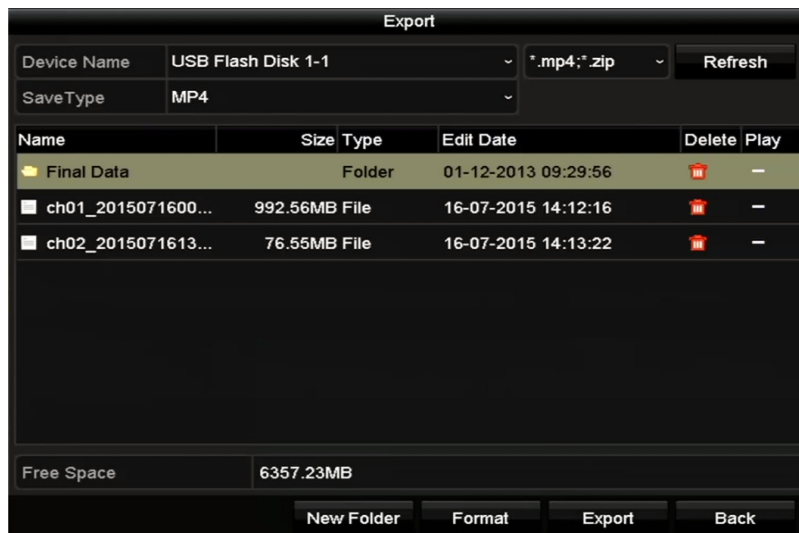 Export
Device Name USB Flash Disk 1-1 *.mp4;*.zip Refresh
SaveType MP4
Name Size Type Edit Date Delete Play
Final Data Folder 01-12-2013 09:29:56
ch01_2015071600... 992.56MB File 16-07-2015 14:12:16
ch02_2015071613... 76.55MB File 16-07-2015 14:13:22
Free Space 6357.23MB
New Folder Format Export Back